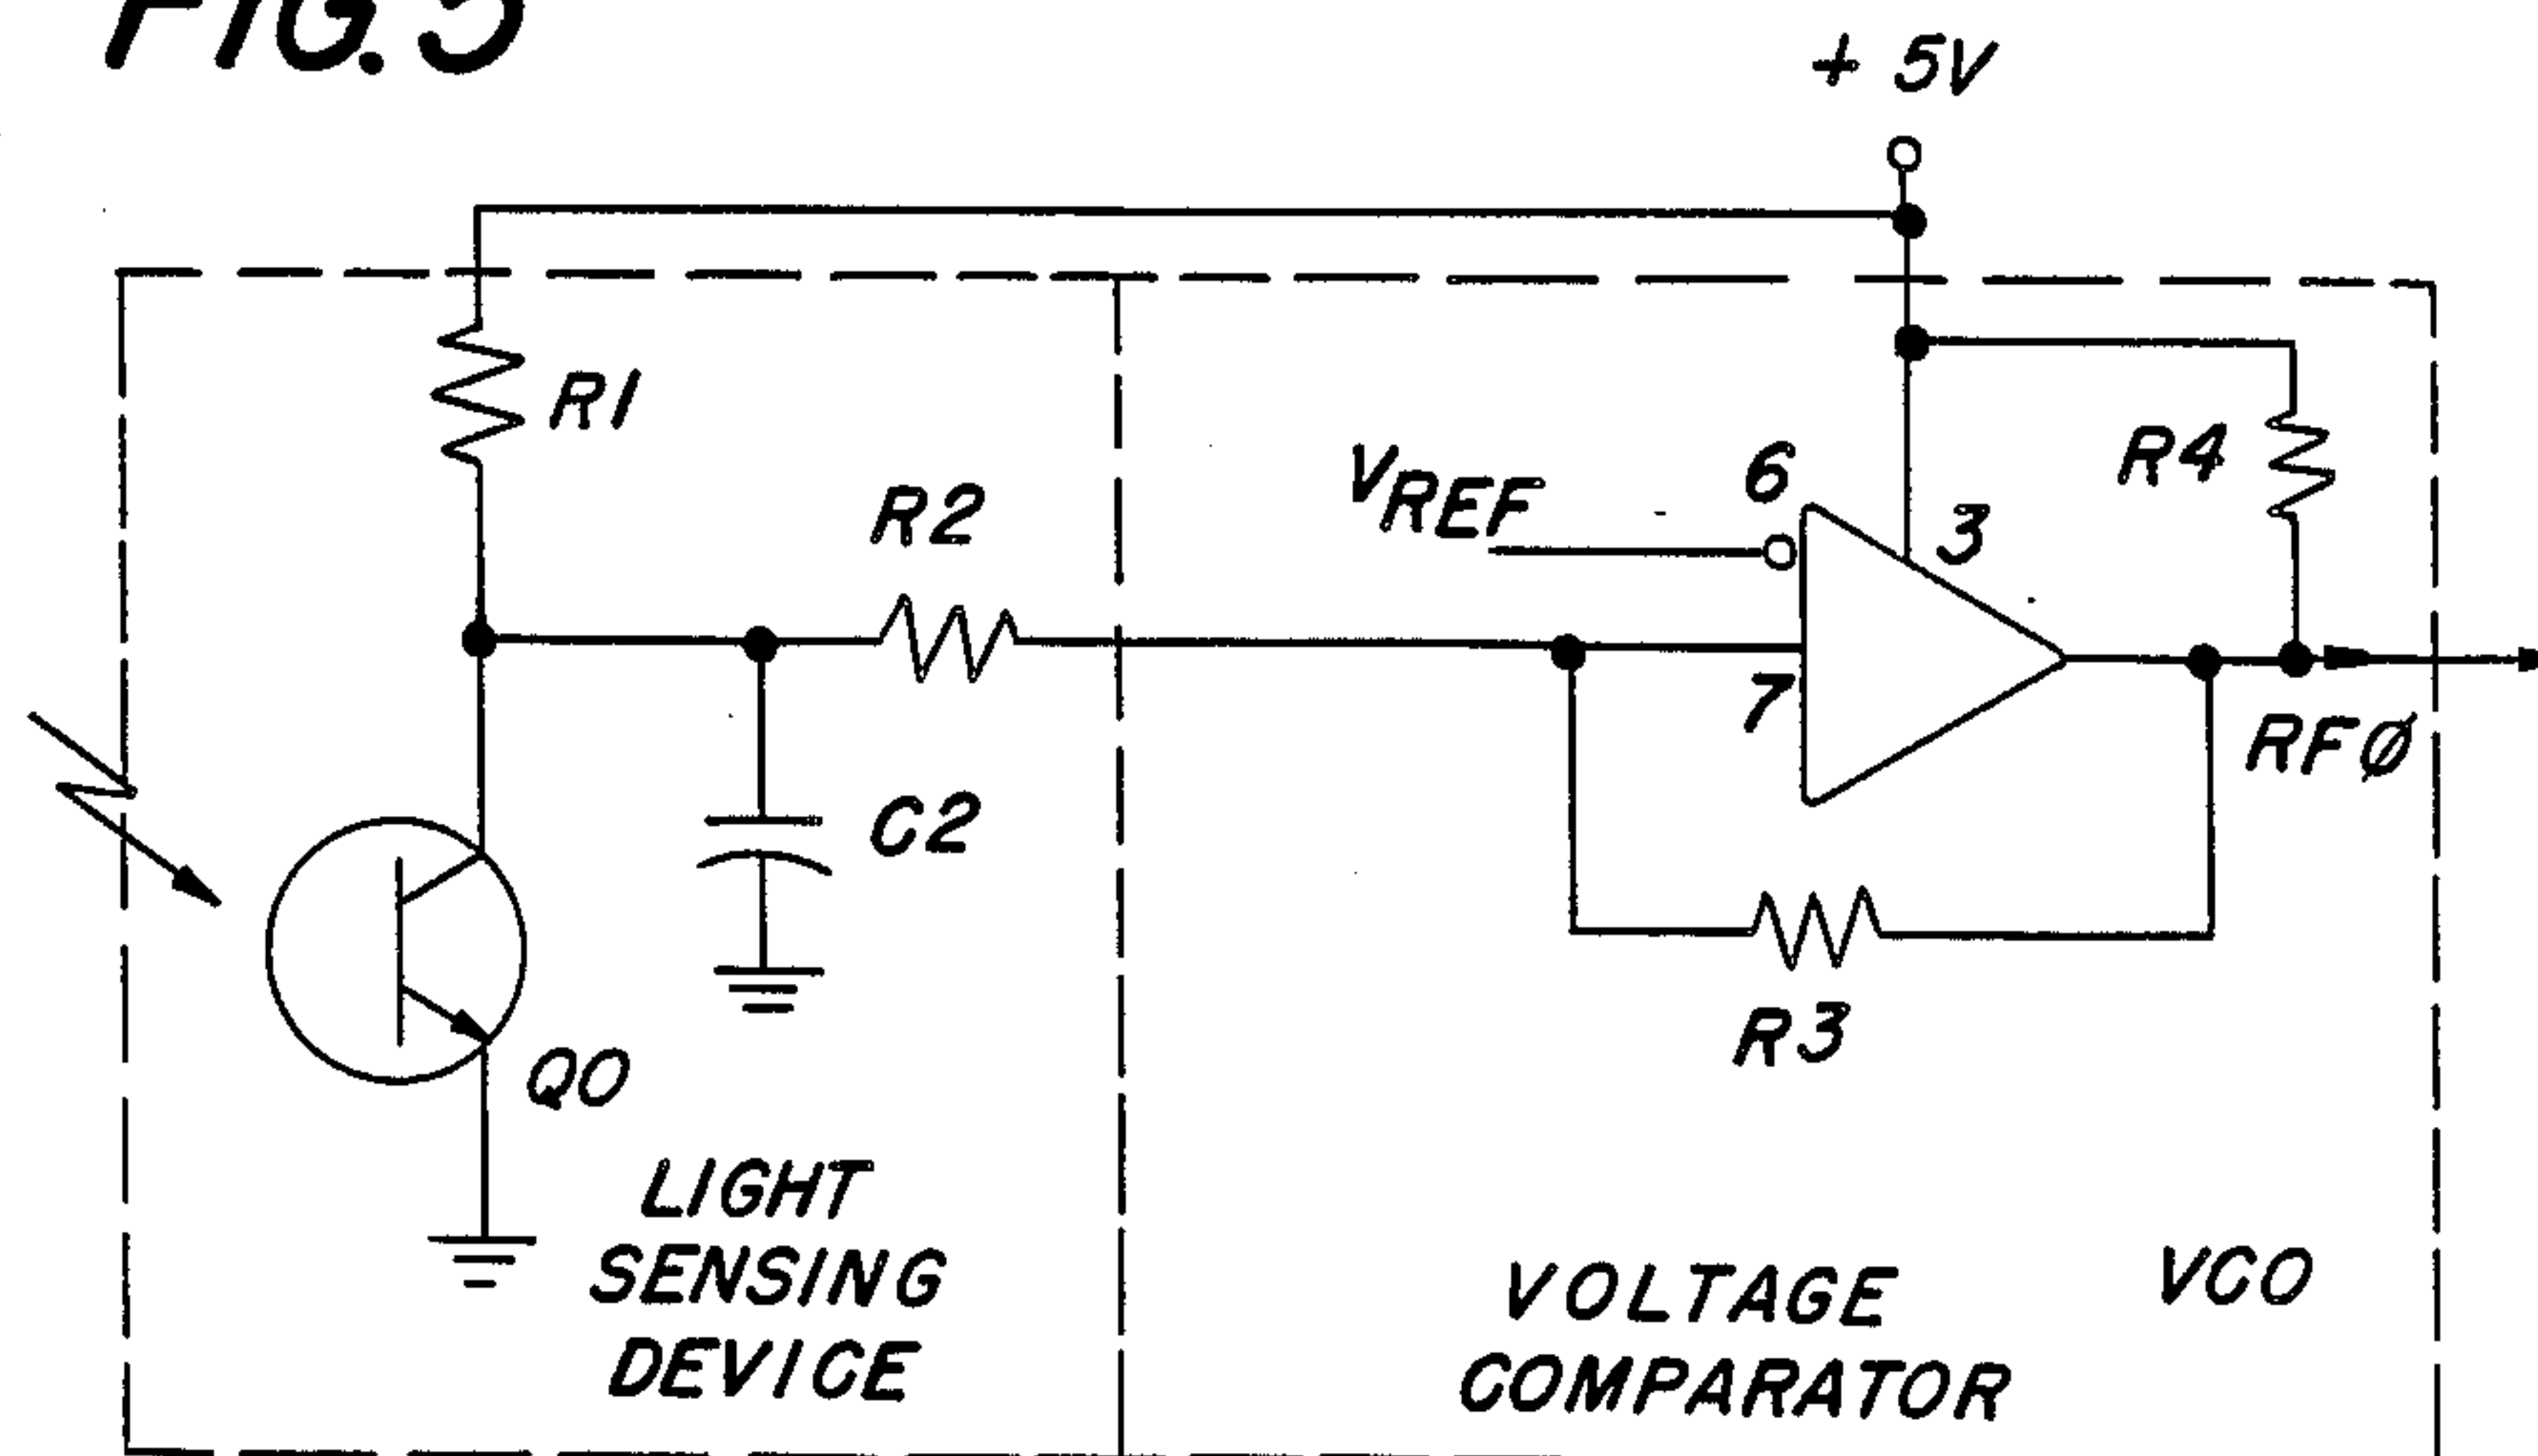 FIG. 5
+ 5V
R1
R2
VREF
6
3
R4
7
RFØ
C2
R3
Q0
LIGHT
SENSING
DEVICE
VOLTAGE
COMPARATOR
VCO